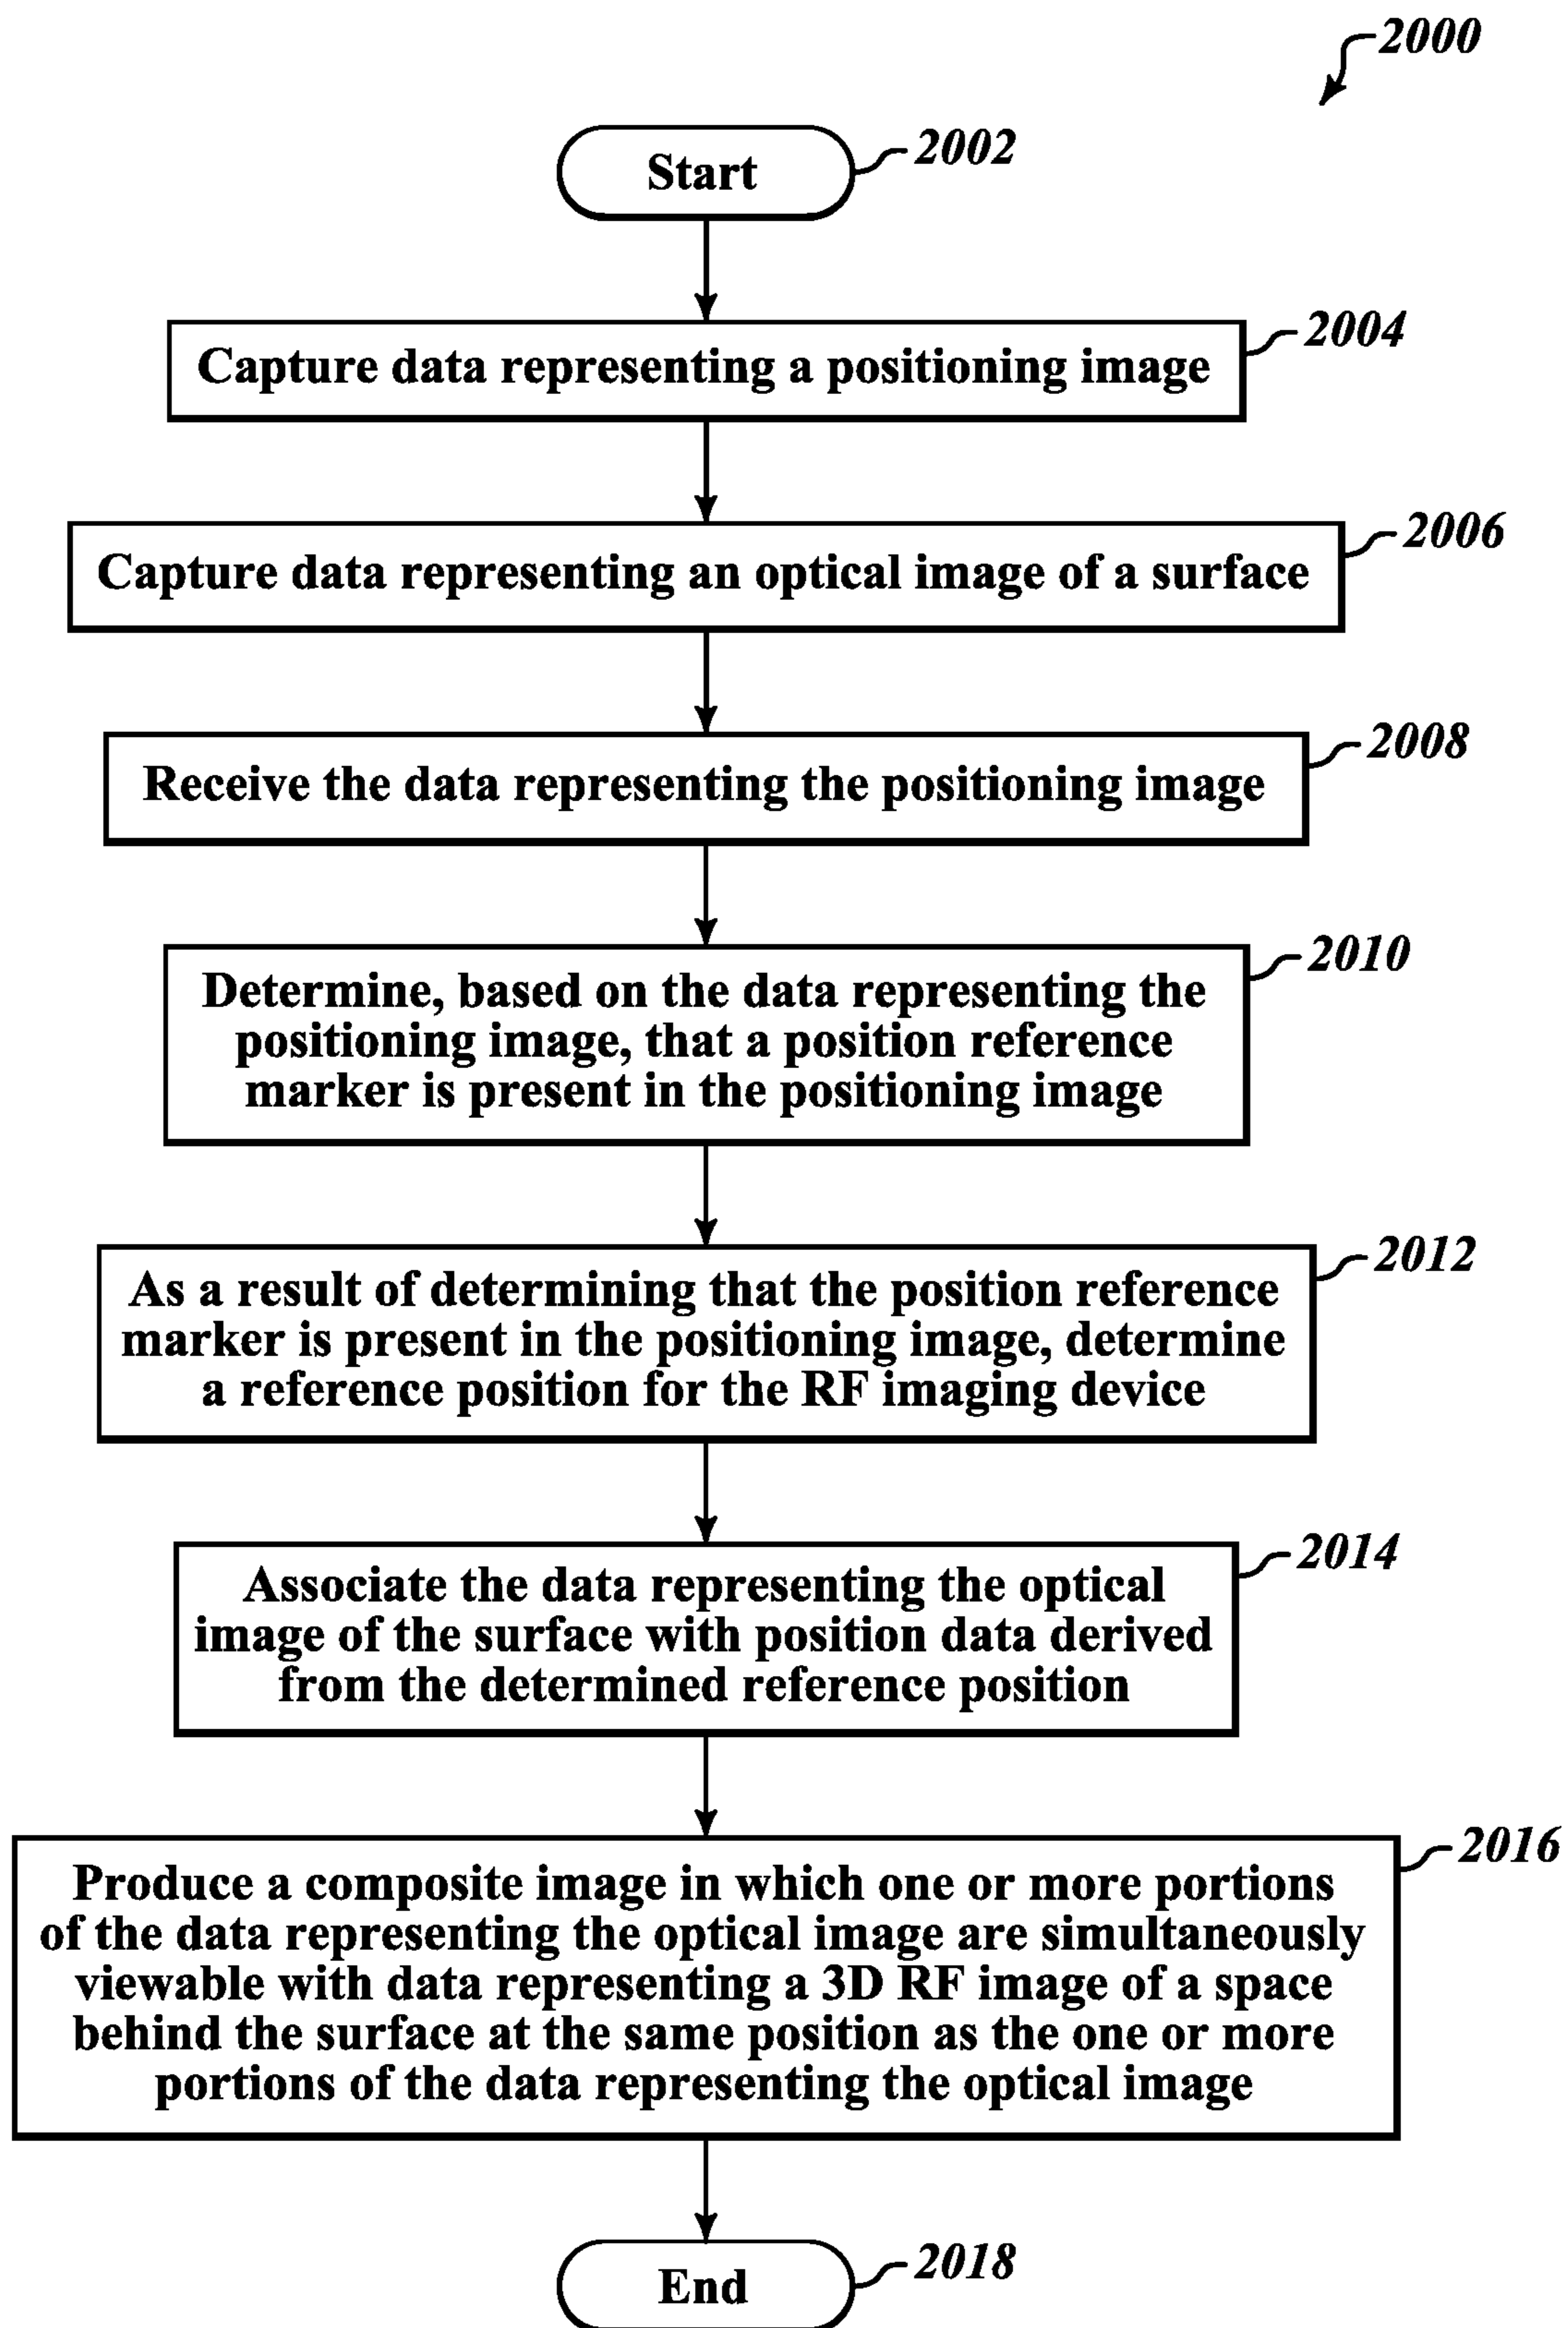 2000
Start
2002
Capture data representing a positioning image
2004
Capture data representing an optical image of a surface
2006
Receive the data representing the positioning image
2008
Determine, based on the data representing the
positioning image, that a position reference
marker is present in the positioning image
2010
As a result of determining that the position reference
marker is present in the positioning image, determine
a reference position for the RF imaging device
2012
Associate the data representing the optical
image of the surface with position data derived
from the determined reference position
2014
Produce a composite image in which one or more portions
of the data representing the optical image are simultaneously
viewable with data representing a 3D RF image of a space
behind the surface at the same position as the one or more
portions of the data representing the optical image
2016
End
2018